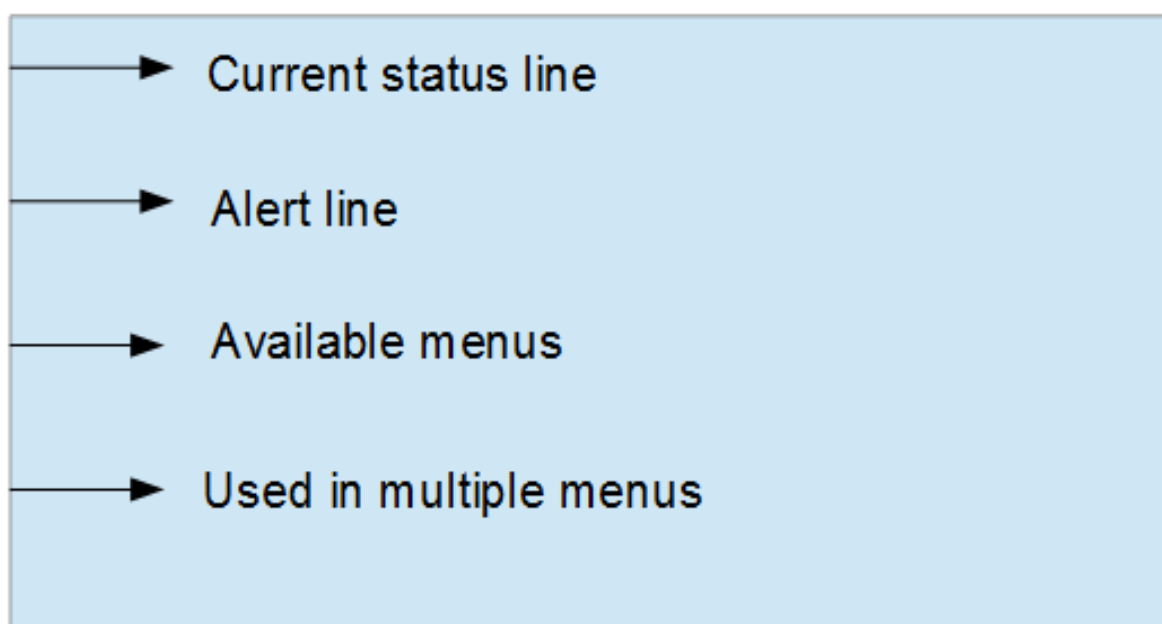 Current status line
Alert line
Available menus
Used in multiple menus